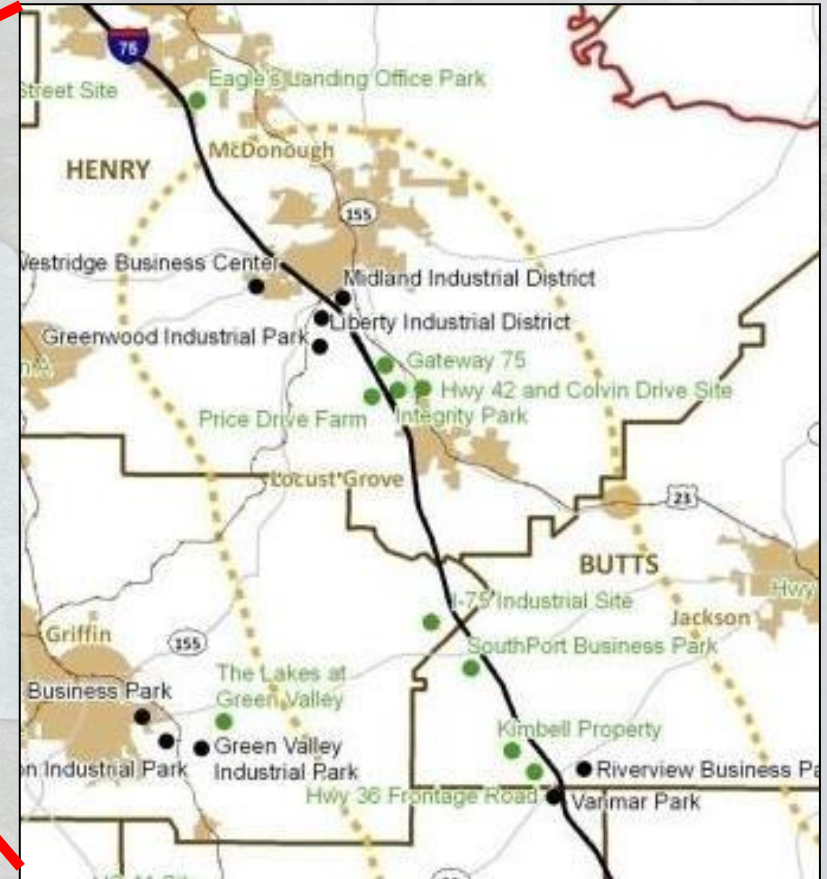 75
Eagle's Landing Office Park
Street Site
McDonough
HENRY
155
Westridge Business Center
Midland Industrial District
Liberty Industrial District
Greenwood Industrial Park
Gateway 75
Hwy 42 and Colvin Drive Site
Price Drive Farm
Integrity Park
Locust Grove
23
BUTTS
Hwy
I-75 Industrial Site
Jackson
Griffin
155
SouthPort Business Park
The Lakes at
Green Valley
Business Park
Kimbell Property
Green Valley
Industrial Park
on Industrial Park
Riverview Business Pa
Hwy 36 Frontage Road
Varimar Park